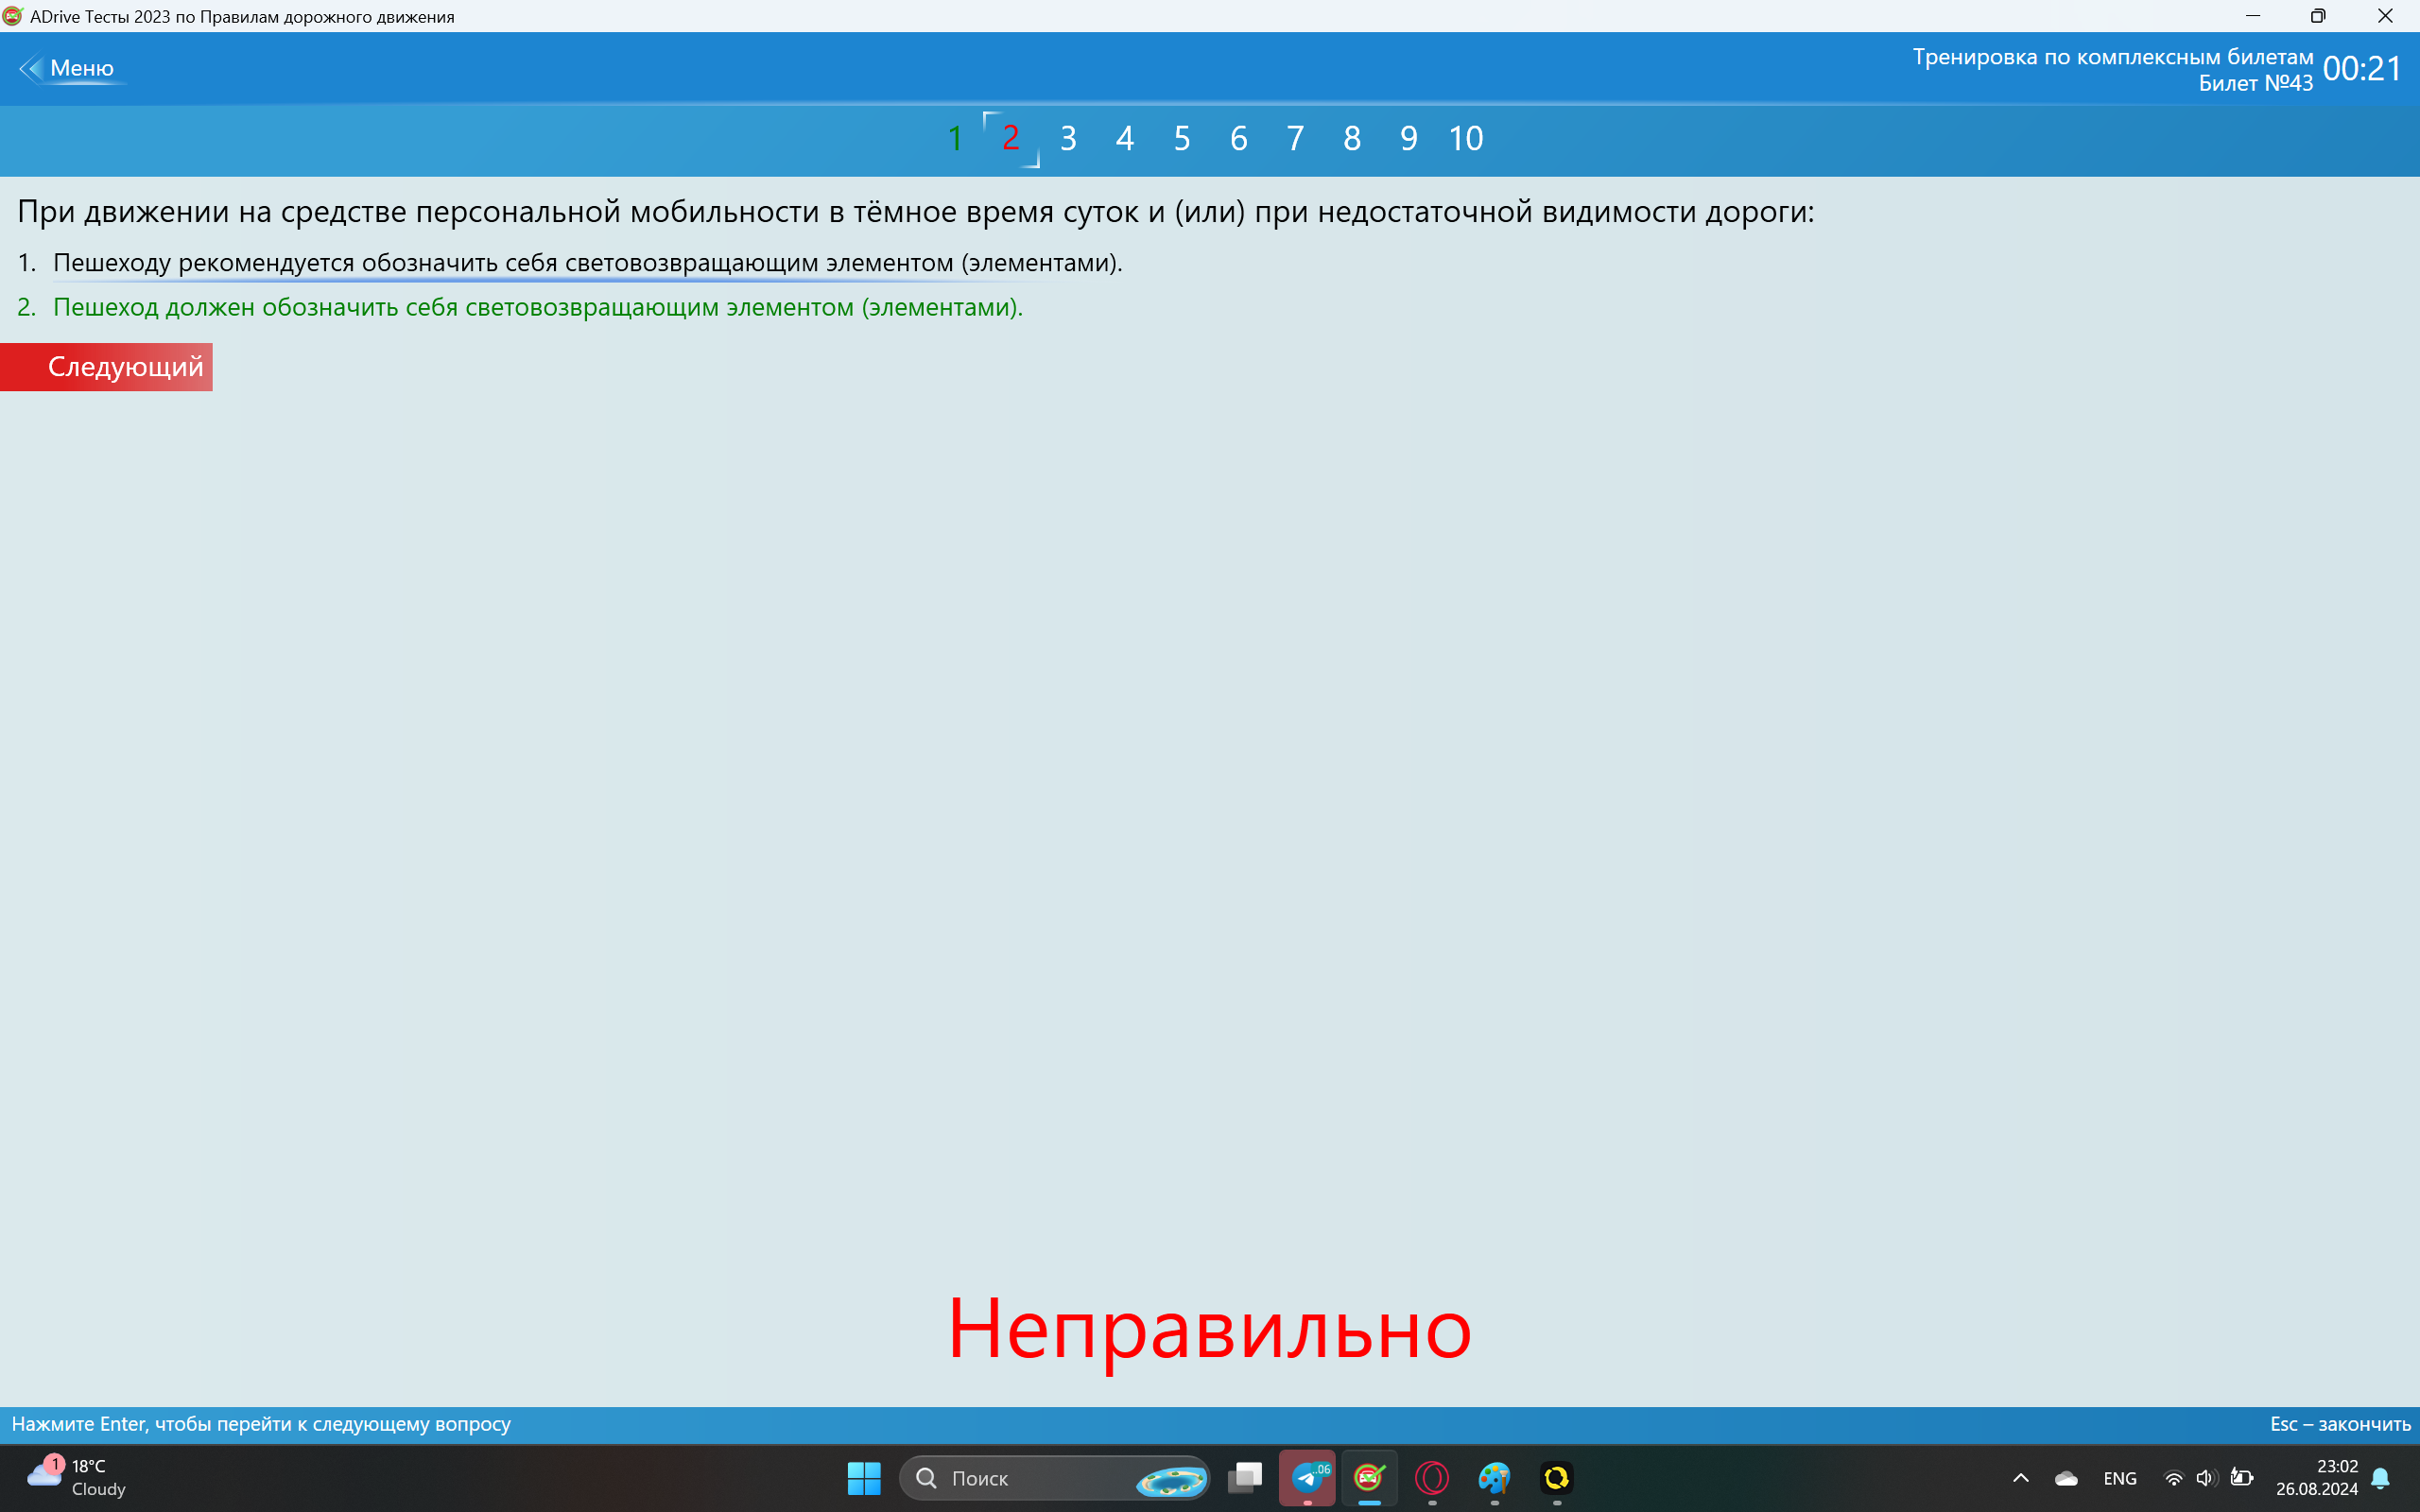 ADrive Тесты 2023 по Правилам дорожного движения
Меню
Тренировка по комплексным билетам
Билет №43
00:21
1 2 3 4 5 6 7 8 9 10
При движении на средстве персональной мобильности в тёмное время суток и (или) при недостаточной видимости дороги:
1. Пешеходу рекомендуется обозначить себя световозвращающим элементом (элементами).
2. Пешеход должен обозначить себя световозвращающим элементом (элементами).
Следующий
Неправильно
Нажмите Enter, чтобы перейти к следующему вопросу
Esc – закончить
1
18°C
Cloudy
Поиск
..06
ENG
23:02
26.08.2024